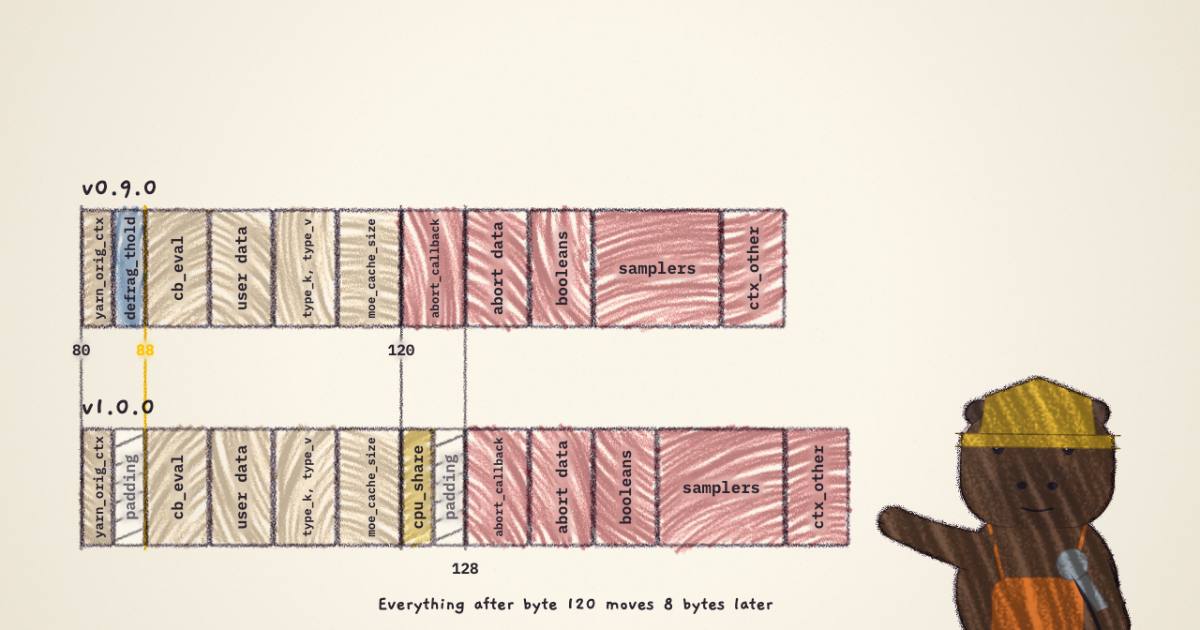 v0.9.0
yarn_orig_ctx
defrag_thold
cb_eval
user data
type_k, type_v
moe_cache_size
abort_callback
abort data
booleans
samplers
ctx_other
80
88
120
v1.0.0
yarn_orig_ctx
padding
cb_eval
user data
type_k, type_v
moe_cache_size
cpu_share
padding
abort_callback
abort data
booleans
samplers
ctx_other
128
Everything after byte 120 moves 8 bytes later